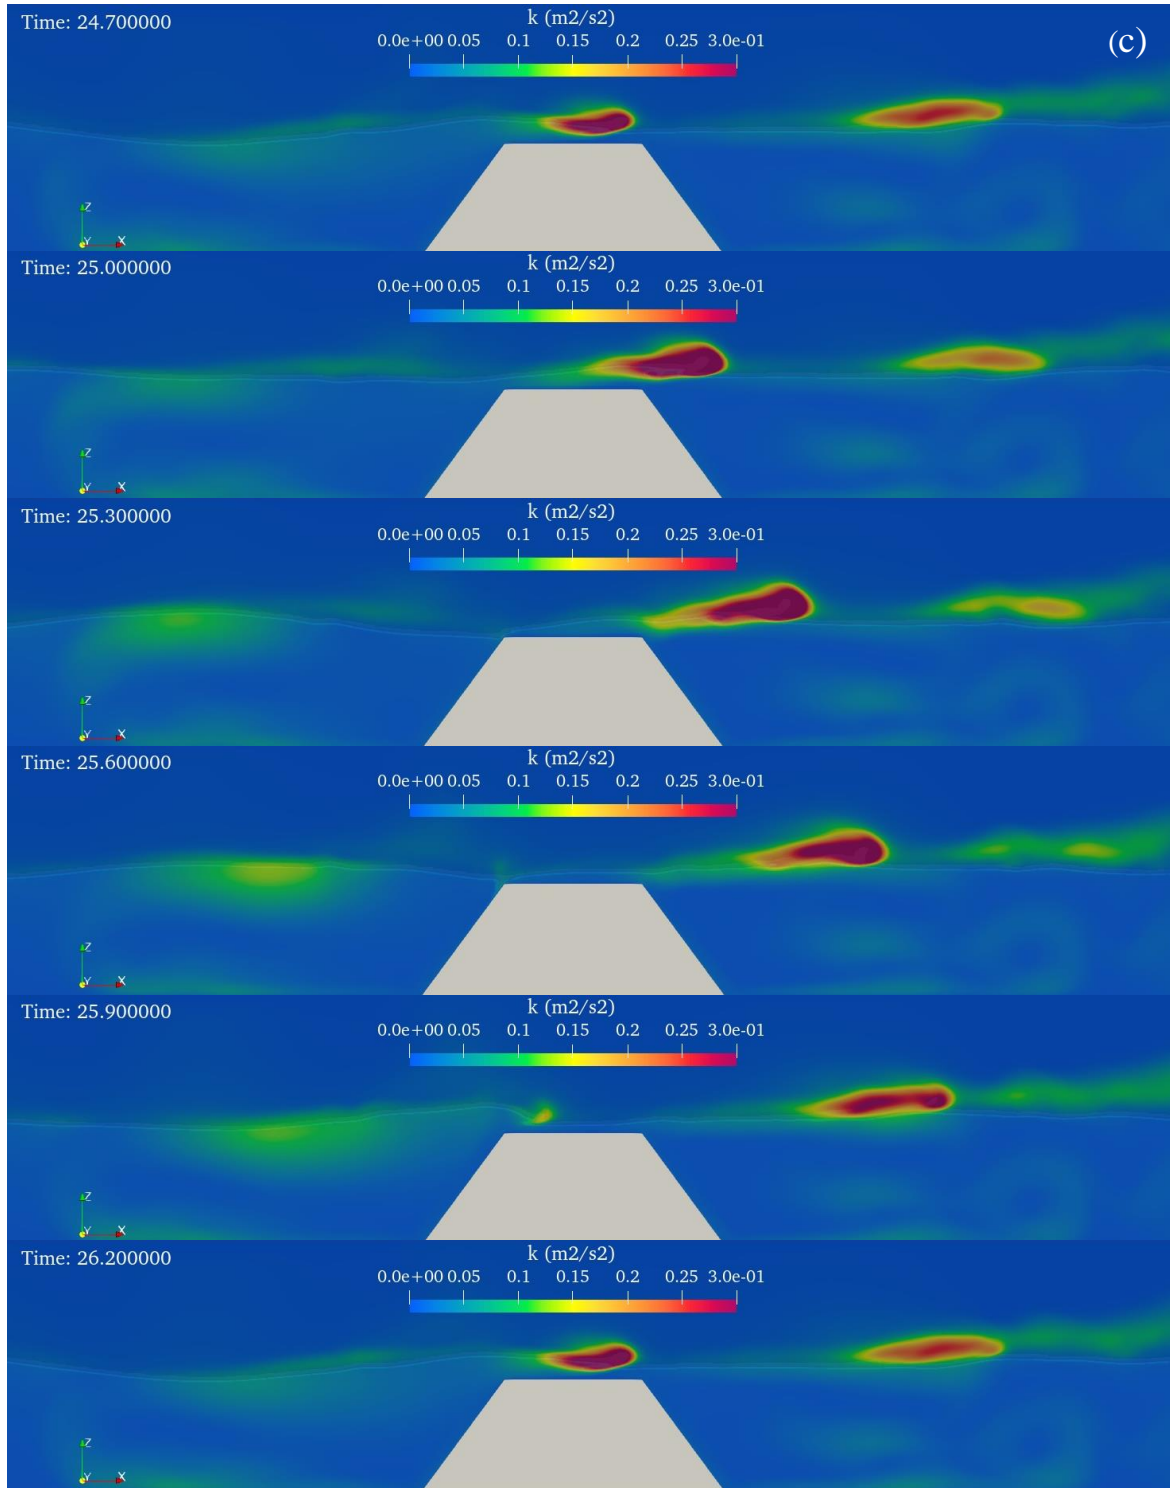 Time: 24.700000
k (m2/s2)
(c)
0.0e+00 0.05 0.1 0.15 0.2 0.25 3.0e-01
Z
Y X
Time: 25.000000
k (m2/s2)
0.0e+00 0.05 0.1 0.15 0.2 0.25 3.0e-01
Z
Y X
Time: 25.300000
k (m2/s2)
0.0e+00 0.05 0.1 0.15 0.2 0.25 3.0e-01
Z
Y X
Time: 25.600000
k (m2/s2)
0.0e+00 0.05 0.1 0.15 0.2 0.25 3.0e-01
Z
Y X
Time: 25.900000
k (m2/s2)
0.0e+00 0.05 0.1 0.15 0.2 0.25 3.0e-01
Z
Y X
Time: 26.200000
k (m2/s2)
0.0e+00 0.05 0.1 0.15 0.2 0.25 3.0e-01
Z
Y X